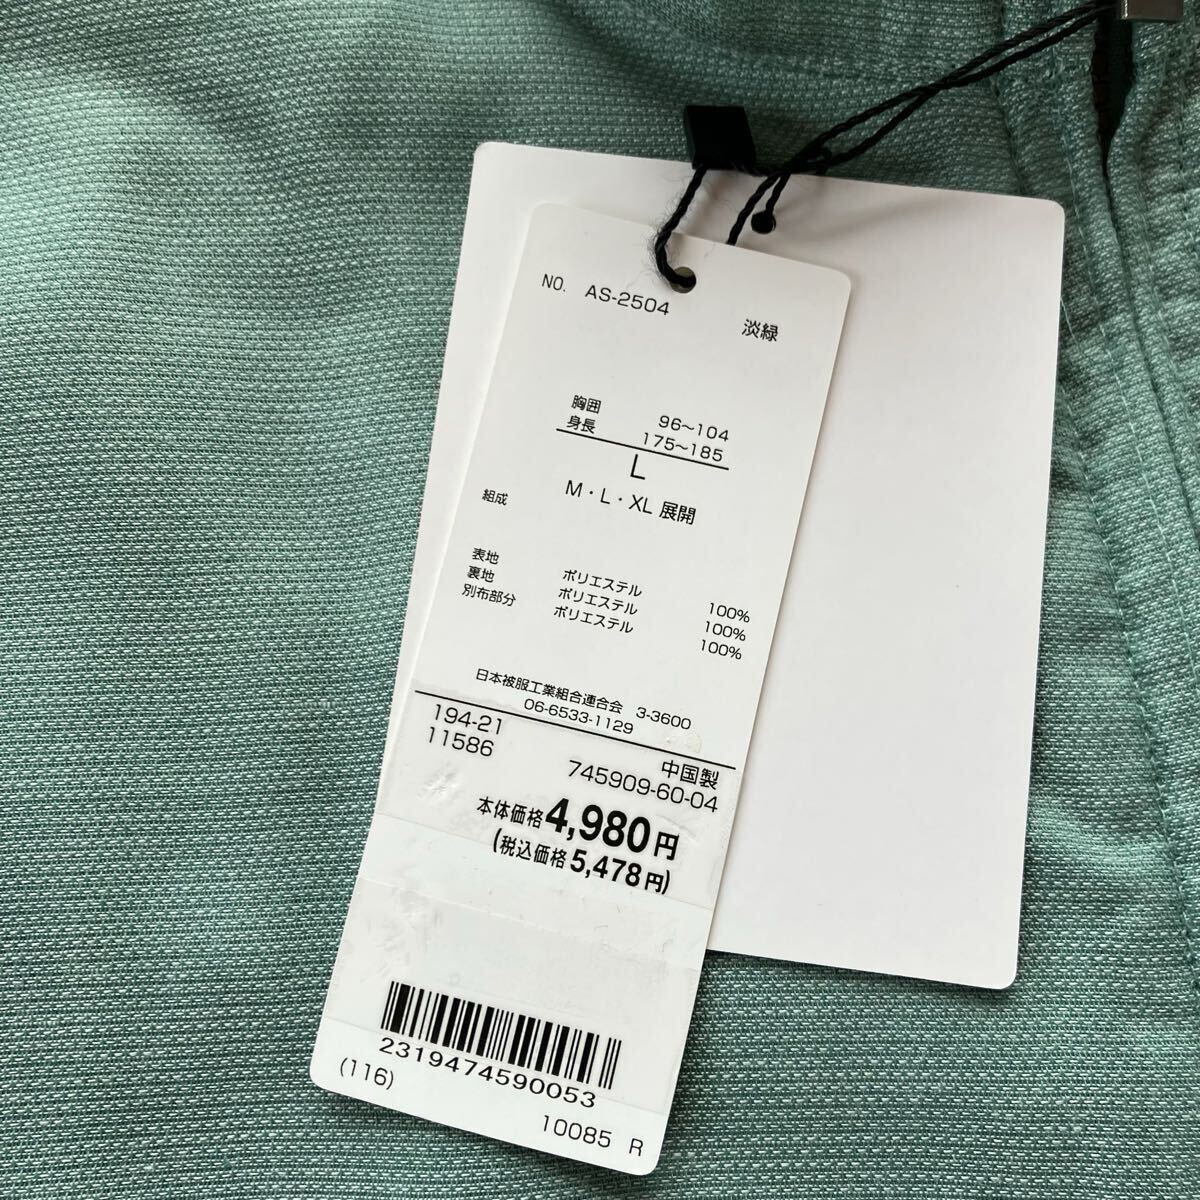 NO. AS-2504
淡緑
胸囲 96〜104
身長 175〜185
L
M・L・XL 展開
組成
表地 ポリエステル 100%
裏地 ポリエステル 100%
別布部分 ポリエステル 100%
日本被服工業組合連合会 3-3600
06-6533-1129
194-21
11586
中国製
745909-60-04
本体価格4,980円
(税込価格5,478円)
2319474590053
(116)
10085 R